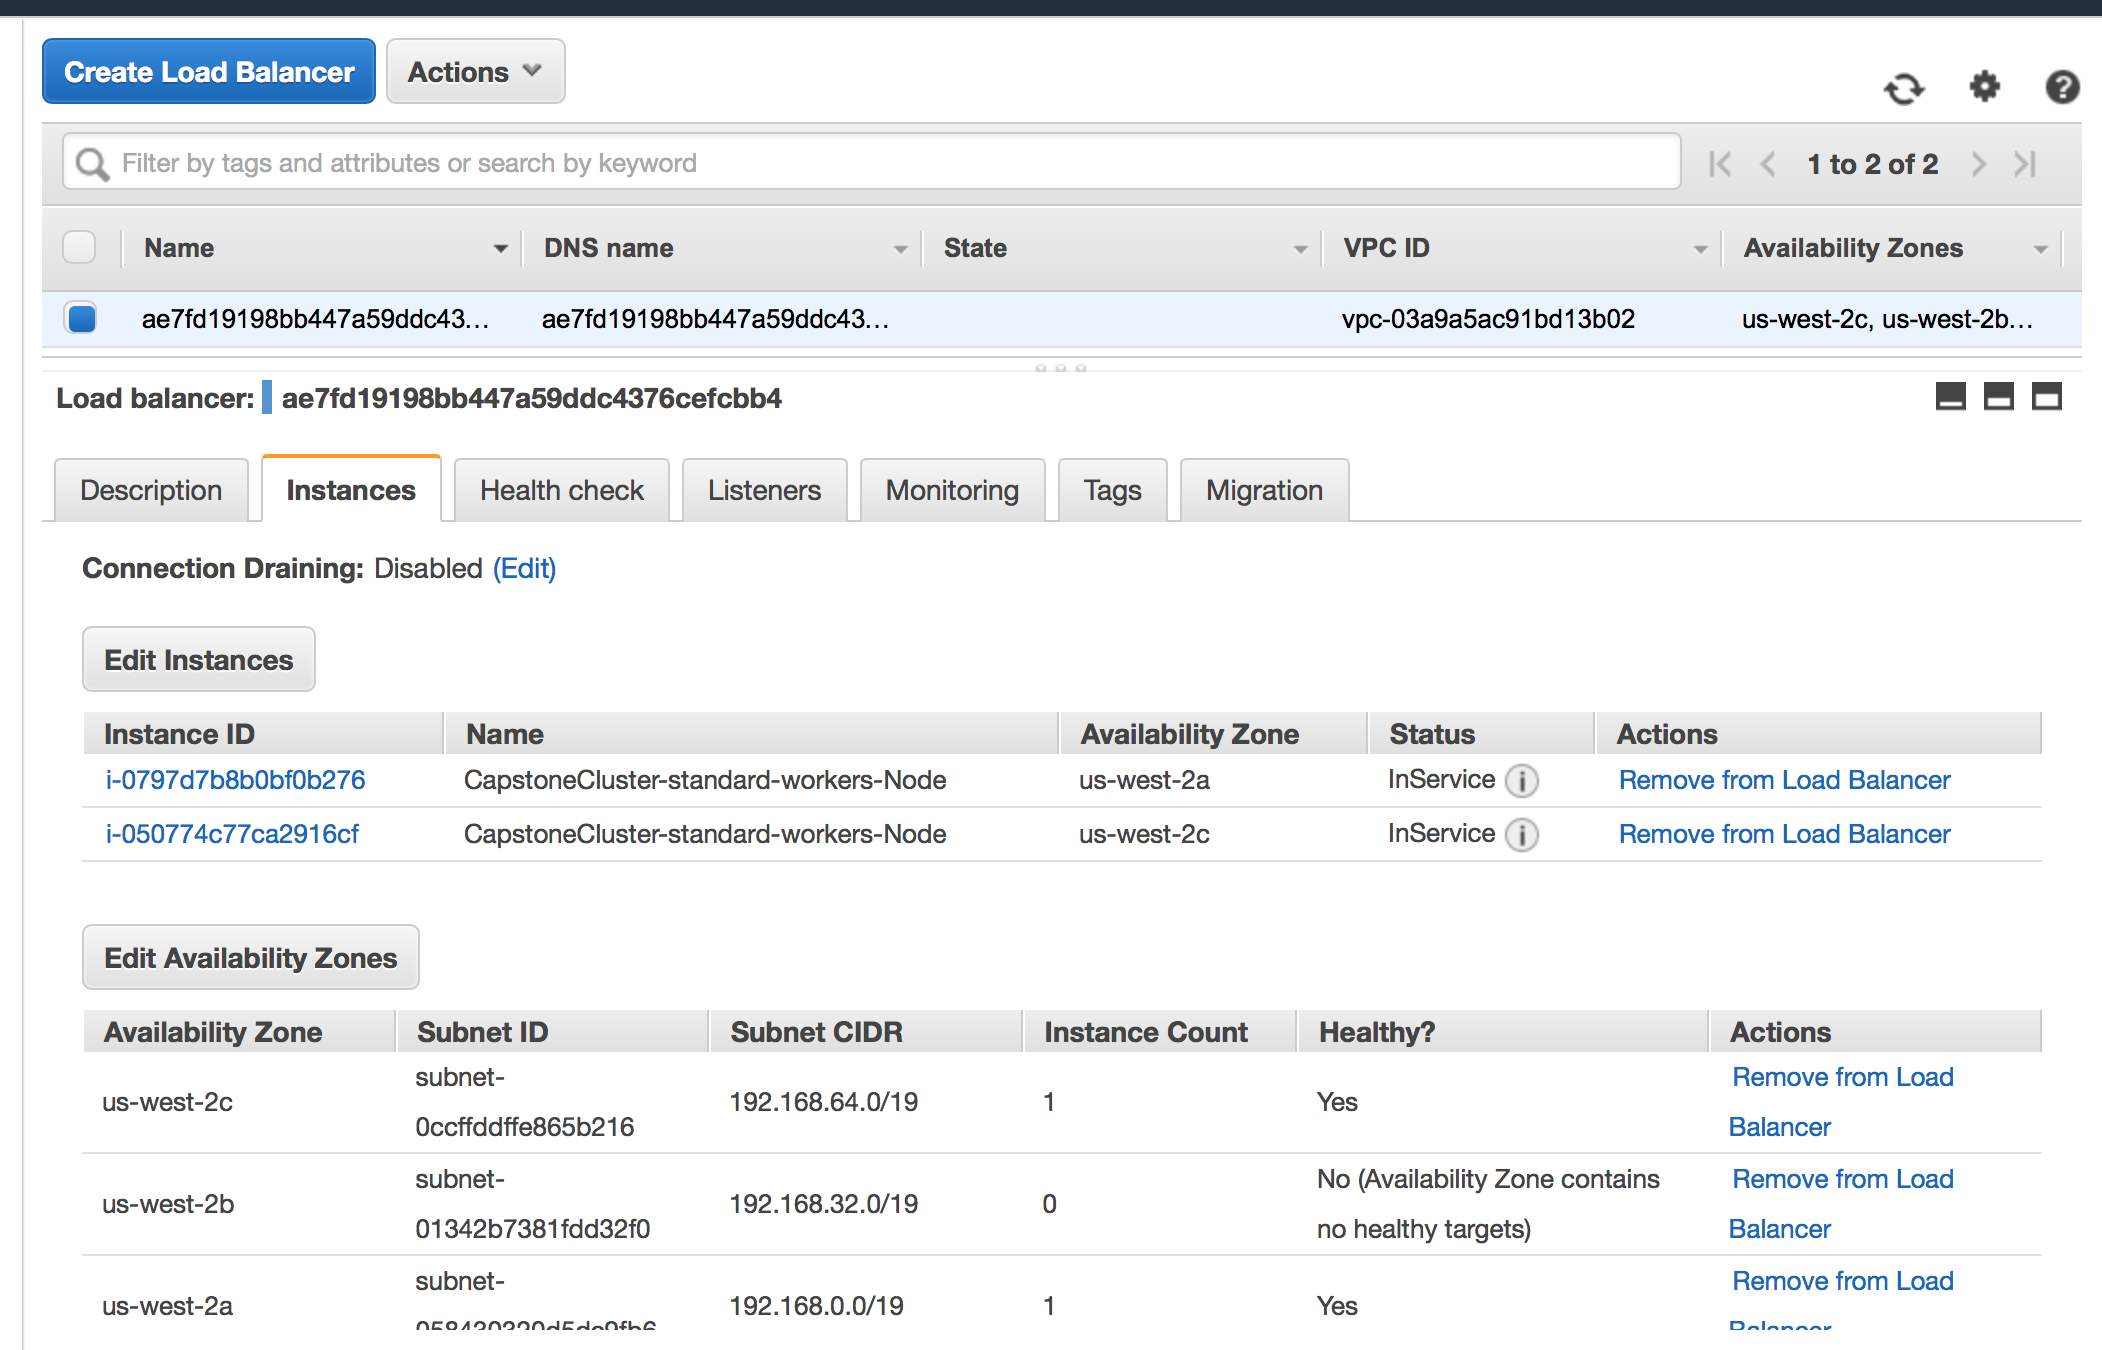 Create Load Balancer Actions
Filter by tags and attributes or search by keyword 1 to 2 of 2
Name DNS name State VPC ID Availability Zones
ae7fd19198bb447a59ddc43... ae7fd19198bb447a59ddc43... vpc-03a9a5ac91bd13b02 us-west-2c, us-west-2b...
Load balancer: ae7fd19198bb447a59ddc4376cefcbb4
Description Instances Health check Listeners Monitoring Tags Migration
Connection Draining: Disabled (Edit)
Edit Instances
Instance ID Name Availability Zone Status Actions
i-0797d7b8b0bf0b276 CapstoneCluster-standard-workers-Node us-west-2a InService Remove from Load Balancer
i-050774c77ca2916cf CapstoneCluster-standard-workers-Node us-west-2c InService Remove from Load Balancer
Edit Availability Zones
Availability Zone Subnet ID Subnet CIDR Instance Count Healthy? Actions
subnet- Remove from Load
us-west-2c 192.168.64.0/19 1 Yes
0ccffddffe865b216 Balancer
subnet- No (Availability Zone contains Remove from Load
us-west-2b 192.168.32.0/19 0
01342b7381fdd32f0 no healthy targets) Balancer
subnet- Remove from Load
us-west-2a 192.168.0.0/19 1 Yes
Balancer